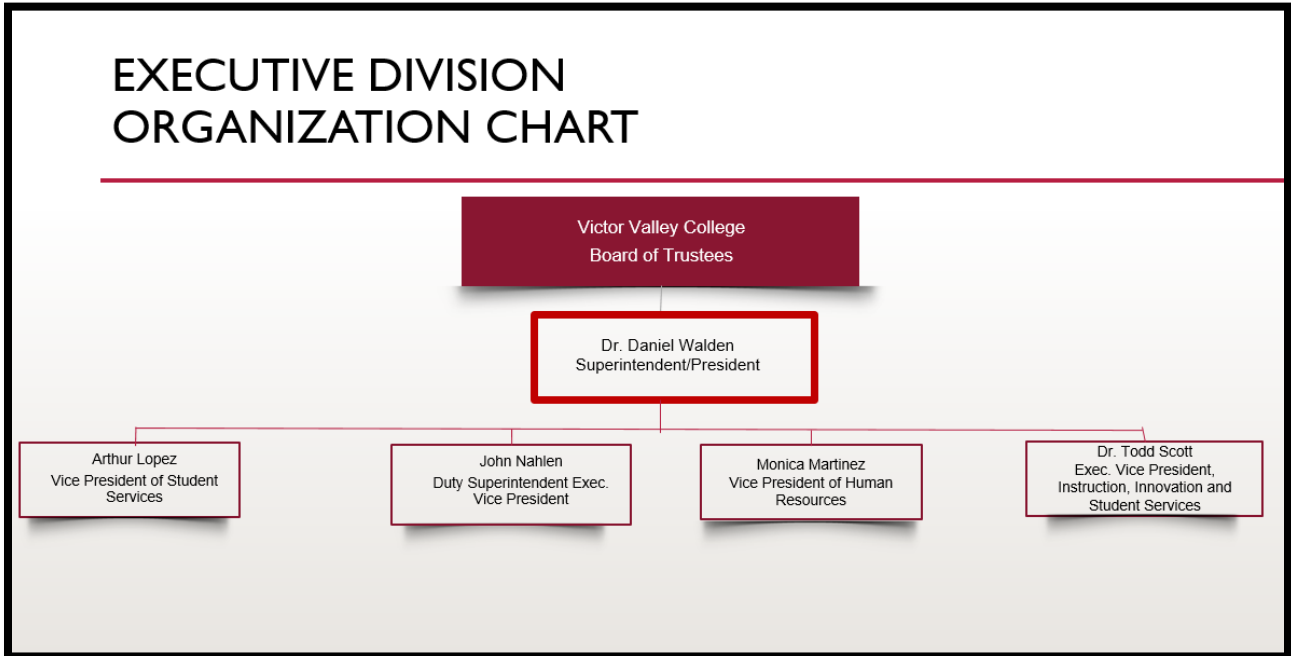 EXECUTIVE DIVISION
ORGANIZATION CHART
Victor Valley College
Board of Trustees
Dr. Daniel Walden
Superintendent/President
Arthur Lopez
Vice President of Student
Services
John Nahlen
Duty Superintendent Exec.
Vice President
Monica Martinez
Vice President of Human
Resources
Dr. Todd Scott
Exec. Vice President,
Instruction, Innovation and
Student Services